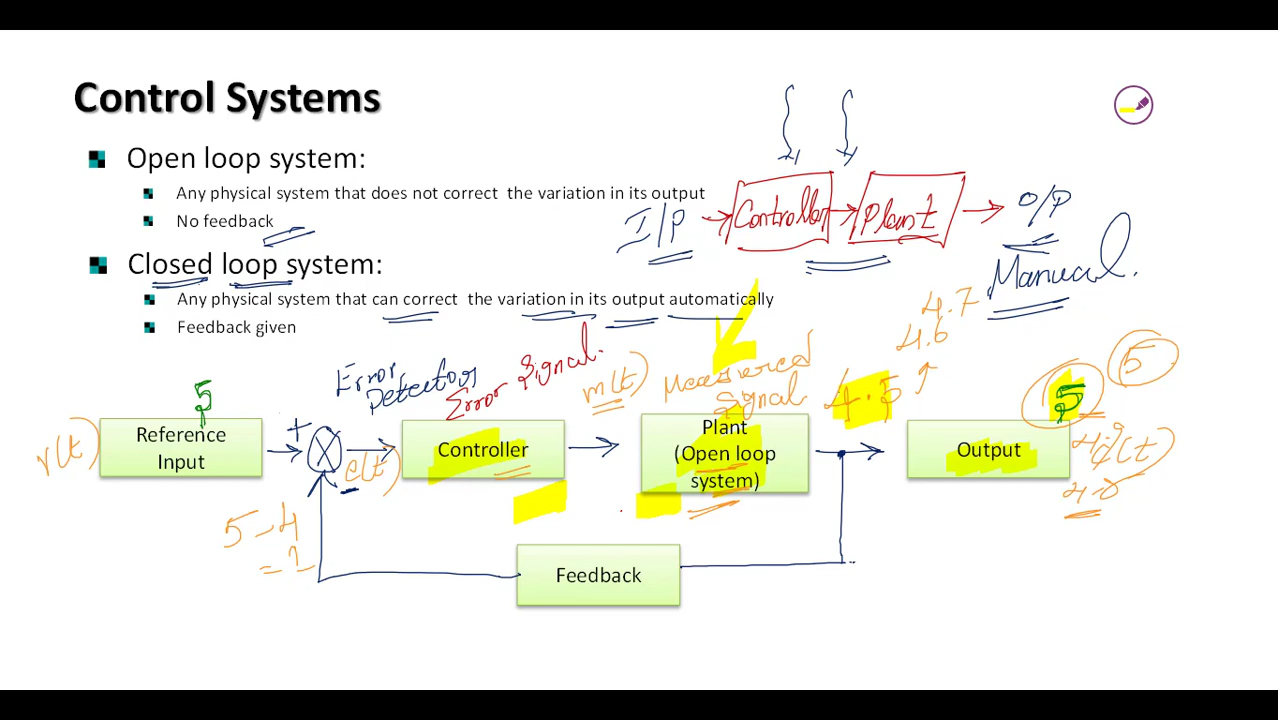 Control Systems
Open loop system:
Any physical system that does not correct the variation in its output
No feedback
I/P
Controller
Plant
O/P
Manual.
Closed loop system:
Any physical system that can correct the variation in its output automatically
Feedback given
4.7
4.6
Error
Detector
Error Signal.
m(t)
Measured
Signal
4.5
5
5
5
r(t)
Reference
Input
+
e(t)
Controller
Plant
(Open loop
system)
Output
5-4
Feedback